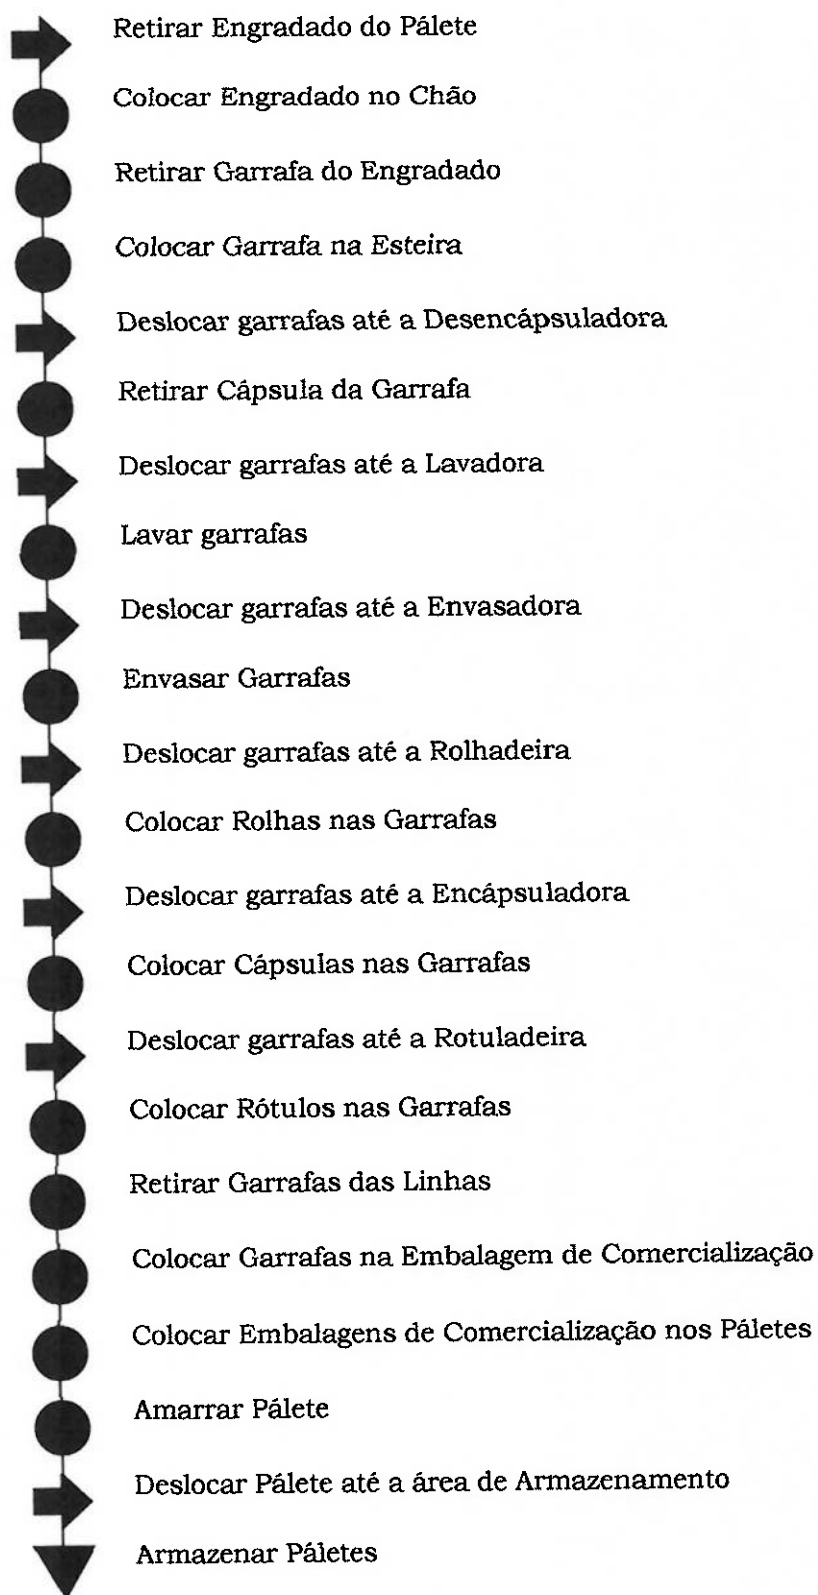 Retirar Engradado do Pálete
Colocar Engradado no Chão
Retirar Garrafa do Engradado
Colocar Garrafa na Esteira
Deslocar garrafas até a Desencápsuladora
Retirar Cápsula da Garrafa
Deslocar garrafas até a Lavadora
Lavar garrafas
Deslocar garrafas até a Envasadora
Envasar Garrafas
Deslocar garrafas até a Rolhadeira
Colocar Rolhas nas Garrafas
Deslocar garrafas até a Encápsuladora
Colocar Cápsulas nas Garrafas
Deslocar garrafas até a Rotuladeira
Colocar Rótulos nas Garrafas
Retirar Garrafas das Linhas
Colocar Garrafas na Embalagem de Comercialização
Colocar Embalagens de Comercialização nos Páletes
Amarrar Pálete
Deslocar Pálete até a área de Armazenamento
Armazenar Páletes